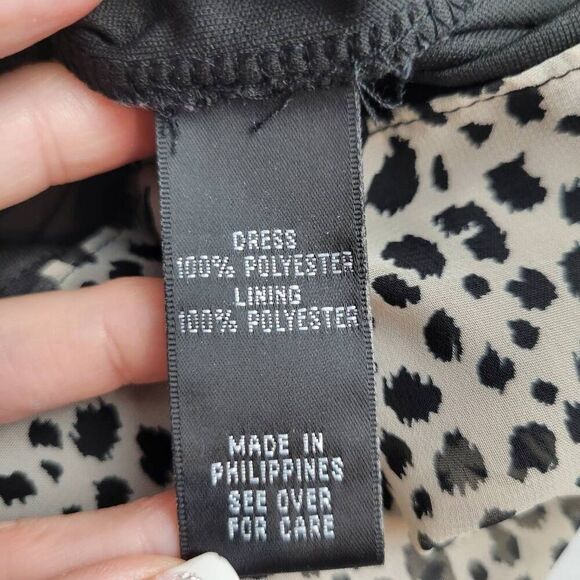 DRESS
100% POLYESTER
LINING
100% POLYESTER
MADE IN
PHILIPPINES
SEE OVER
FOR CARE